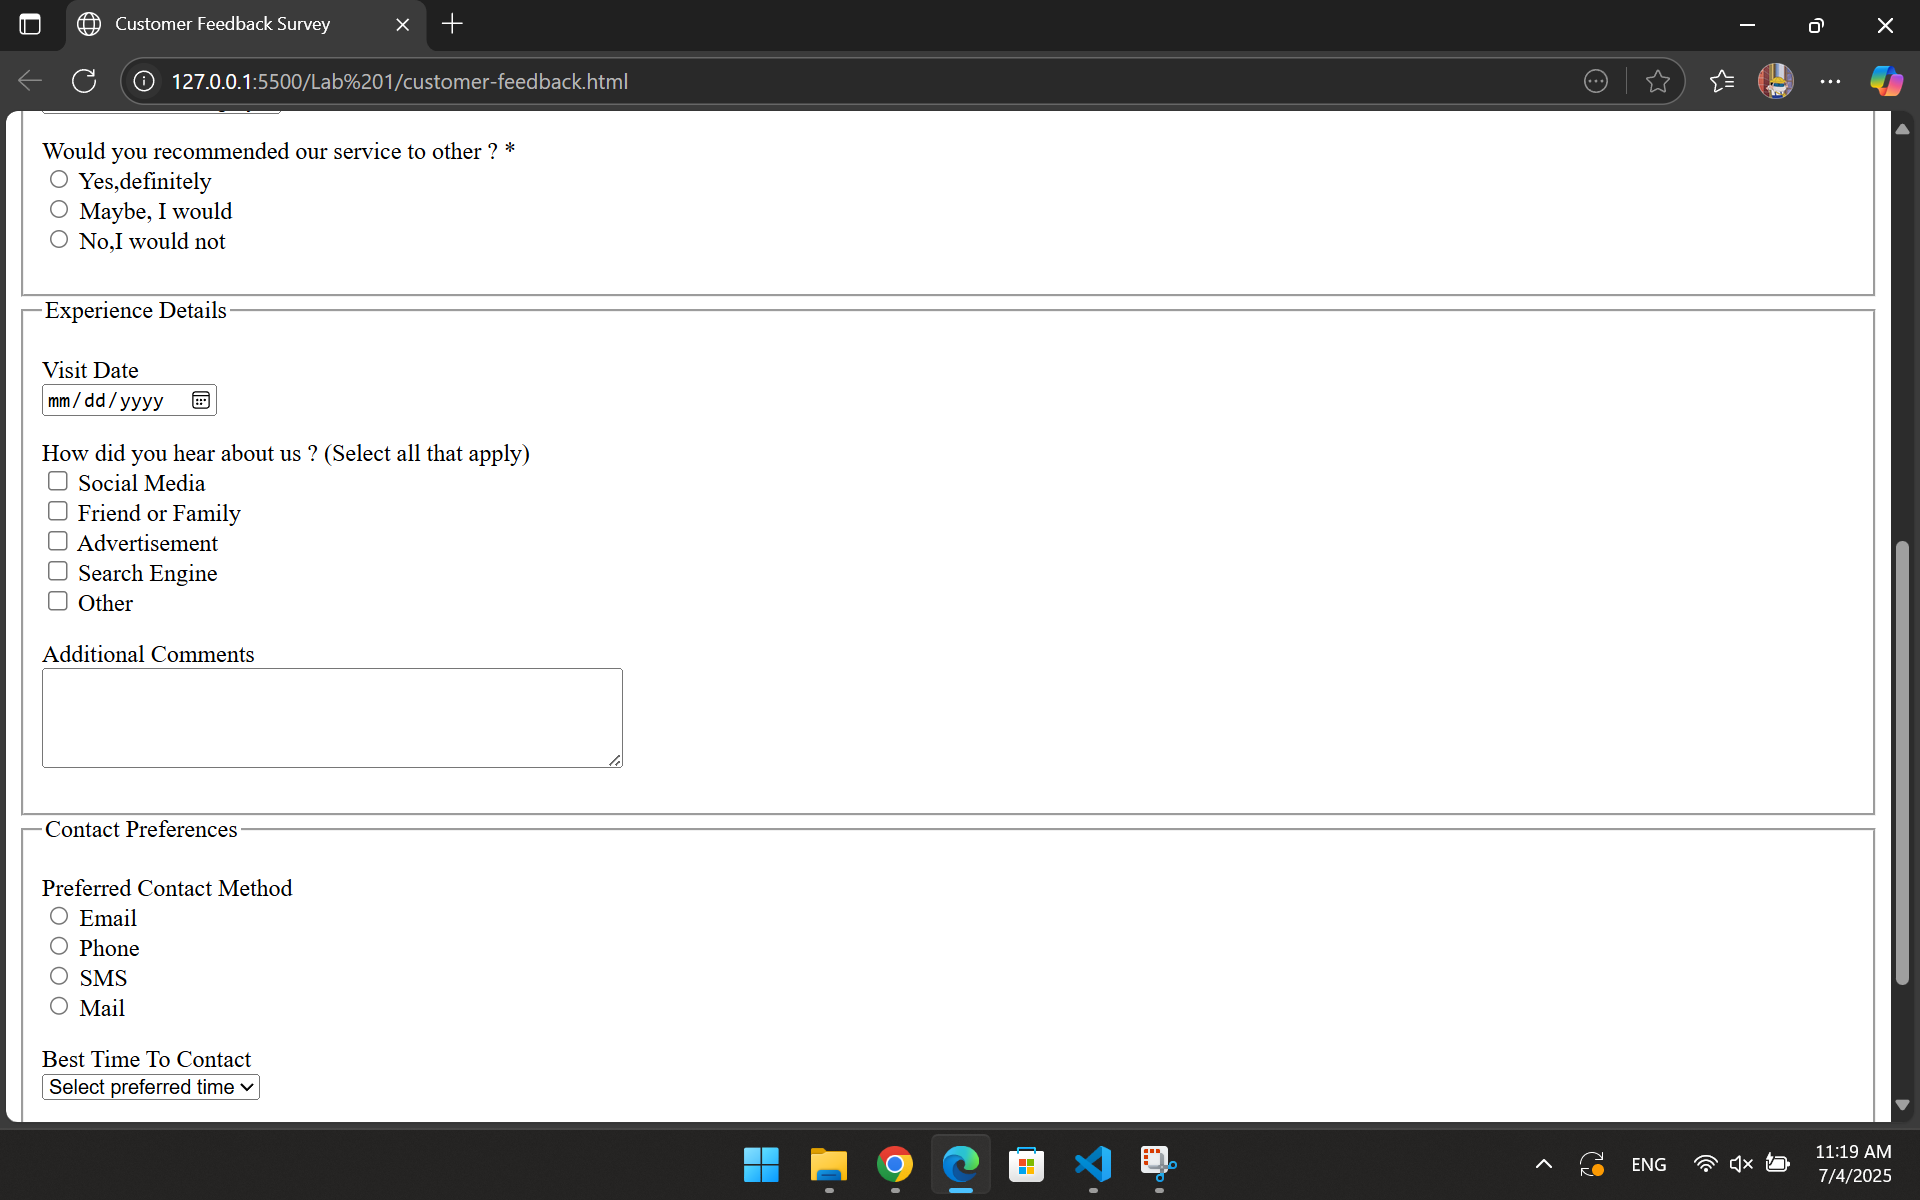 Customer Feedback Survey
127.0.0.1:5500/Lab%201/customer-feedback.html
Would you recommended our service to other ? *
Yes,definitely
Maybe, I would
No,I would not
Experience Details
Visit Date
mm/dd/yyyy
How did you hear about us ? (Select all that apply)
Social Media
Friend or Family
Advertisement
Search Engine
Other
Additional Comments
Contact Preferences
Preferred Contact Method
Email
Phone
SMS
Mail
Best Time To Contact
Select preferred time
ENG
11:19 AM
7/4/2025